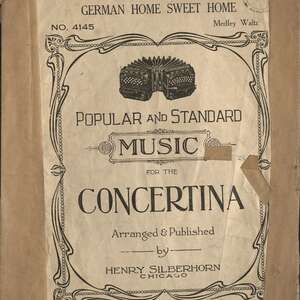 GERMAN HOME SWEET HOME
NO. 4145 Medley Waltz
POPULAR AND STANDARD
MUSIC
FOR THE
CONCERTINA
Arranged & Published
by
HENRY SILBERHORN
CHICAGO